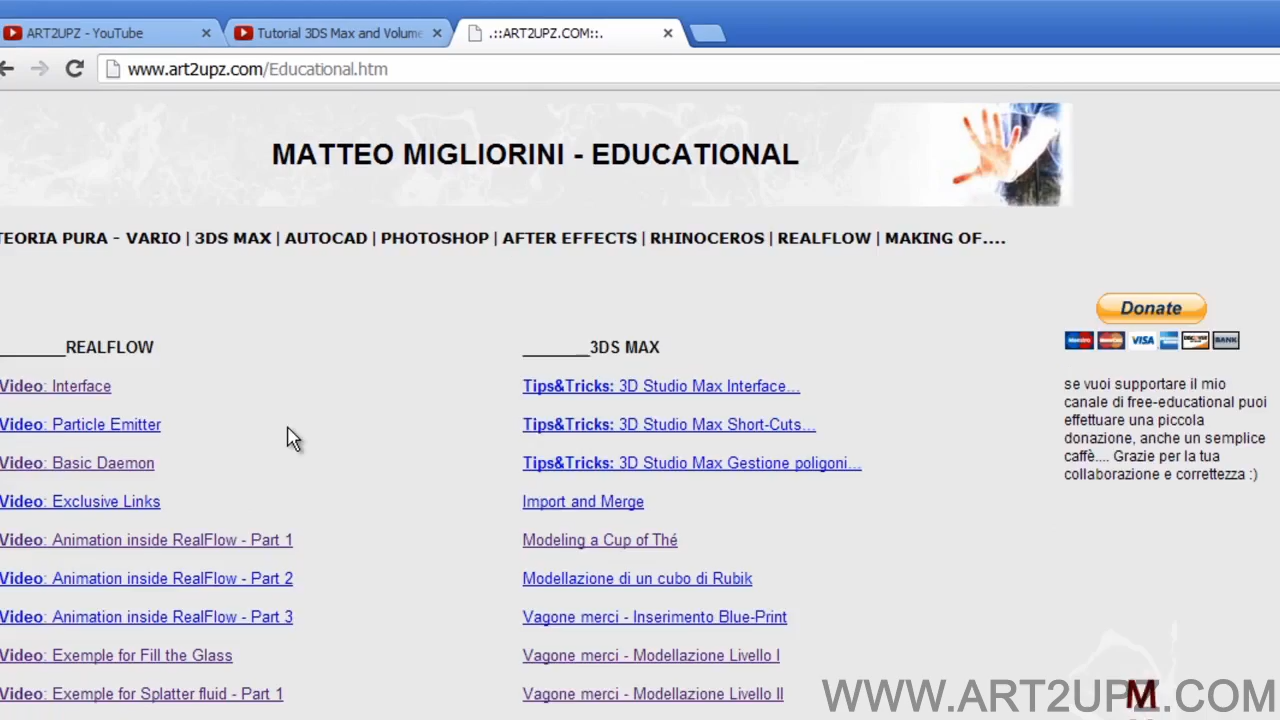 ART2UPZ - YouTube
Tutorial 3DS Max and Volume
.::ART2UPZ.COM::.
www.art2upz.com/Educational.htm
MATTEO MIGLIORINI - EDUCATIONAL
TEORIA PURA - VARIO | 3DS MAX | AUTOCAD | PHOTOSHOP | AFTER EFFECTS | RHINOCEROS | REALFLOW | MAKING OF....
Donate
Maestro MasterCard VISA DISCOVER BANK
_______REALFLOW
Video: Interface
Video: Particle Emitter
Video: Basic Daemon
Video: Exclusive Links
Video: Animation inside RealFlow - Part 1
Video: Animation inside RealFlow - Part 2
Video: Animation inside RealFlow - Part 3
Video: Exemple for Fill the Glass
Video: Exemple for Splatter fluid - Part 1
_______3DS MAX
Tips&Tricks: 3D Studio Max Interface...
Tips&Tricks: 3D Studio Max Short-Cuts...
Tips&Tricks: 3D Studio Max Gestione poligoni...
Import and Merge
Modeling a Cup of Thé
Modellazione di un cubo di Rubik
Vagone merci - Inserimento Blue-Print
Vagone merci - Modellazione Livello I
Vagone merci - Modellazione Livello II
se vuoi supportare il mio
canale di free-educational puoi
effettuare una piccola
donazione, anche un semplice
caffè.... Grazie per la tua
collaborazione e correttezza :)
M
WWW.ART2UPZ.COM